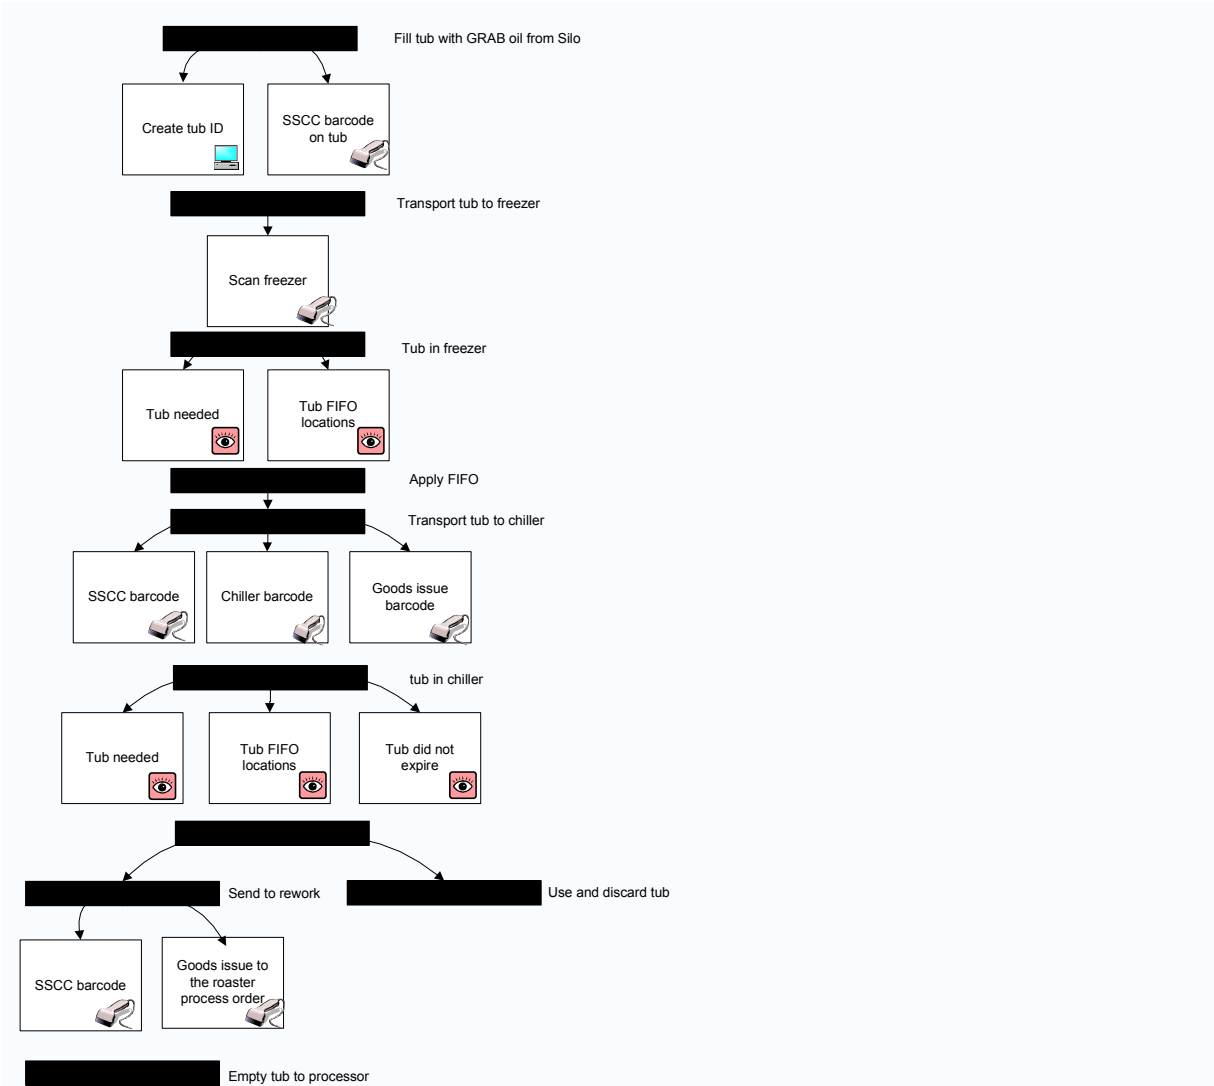 Fill tub with GRAB oil from Silo
Create tub ID
SSCC barcode
on tub
Transport tub to freezer
Scan freezer
Tub in freezer
Tub needed
Tub FIFO
locations
Apply FIFO
Transport tub to chiller
SSCC barcode
Chiller barcode
Goods issue
barcode
tub in chiller
Tub needed
Tub FIFO
locations
Tub did not
expire
Send to rework
Use and discard tub
SSCC barcode
Goods issue to
the roaster
process order
Empty tub to processor